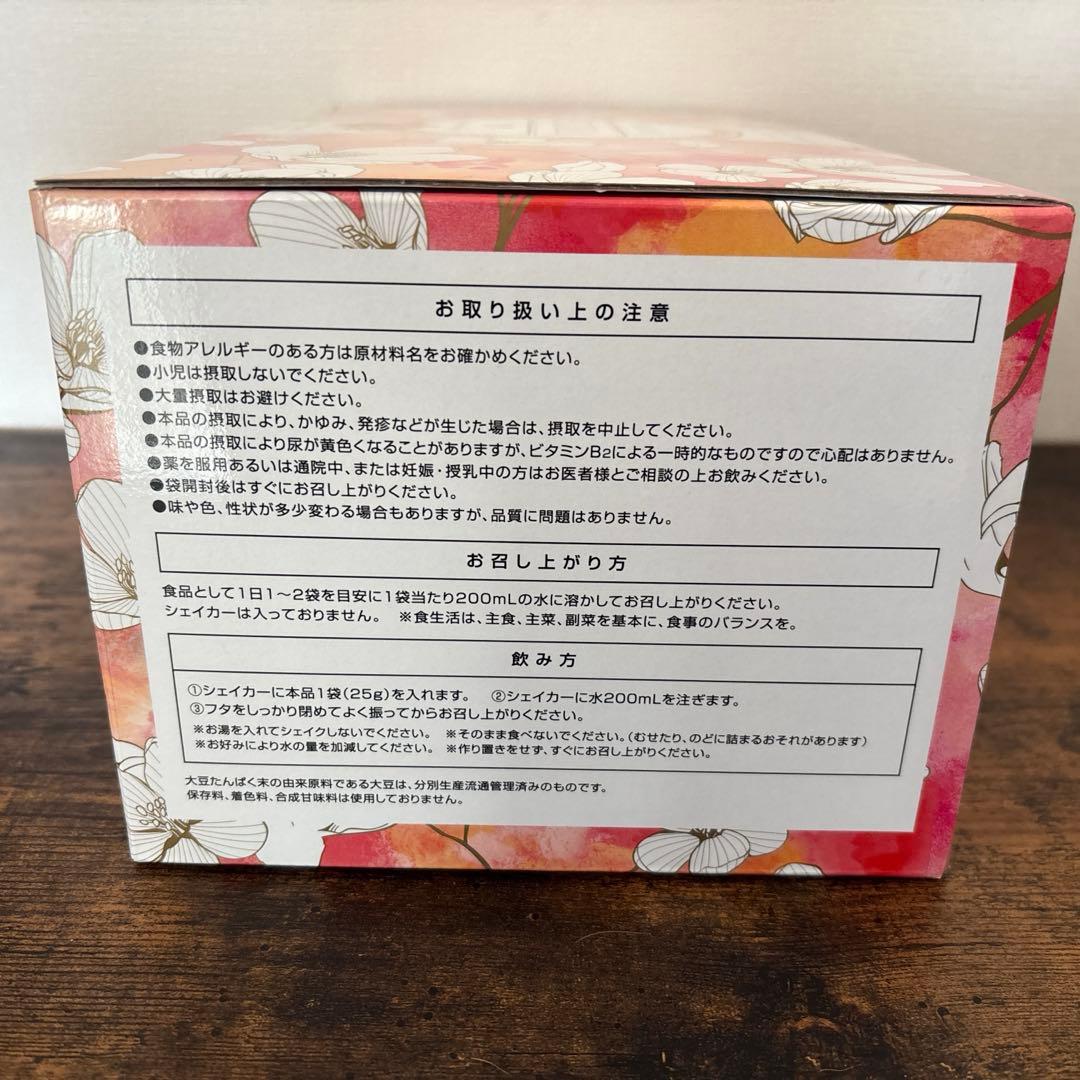 お取り扱い上の注意
●食物アレルギーのある方は原材料名をお確かめください。
●小児は摂取しないでください。
●大量摂取はお避けください。
●本品の摂取により、かゆみ、発疹などが生じた場合は、摂取を中止してください。
●本品の摂取により尿が黄色くなることがありますが、ビタミンB₂による一時的なものですので心配はありません。
●薬を服用あるいは通院中、または妊娠・授乳中の方はお医者様とご相談の上お飲みください。
●袋開封後はすぐにお召し上がりください。
●味や色、性状が多少変わる場合もありますが、品質に問題はありません。
お召し上がり方
食品として1日1〜2袋を目安に1袋当たり200mLの水に溶かしてお召し上がりください。
シェイカーは入っておりません。 ※食生活は、主食、主菜、副菜を基本に、食事のバランスを。
飲み方
①シェイカーに本品1袋(25g)を入れます。 ②シェイカーに水200mLを注ぎます。
③フタをしっかり閉めてよく振ってからお召し上がりください。
※お湯を入れてシェイクしないでください。 ※そのまま食べないでください。(むせたり、のどに詰まるおそれがあります)
※お好みにより水の量を加減してください。 ※作り置きをせず、すぐにお召し上がりください。
大豆たんぱく末の由来原料である大豆は、分別生産流通管理済みのものです。
保存料、着色料、合成甘味料は使用しておりません。